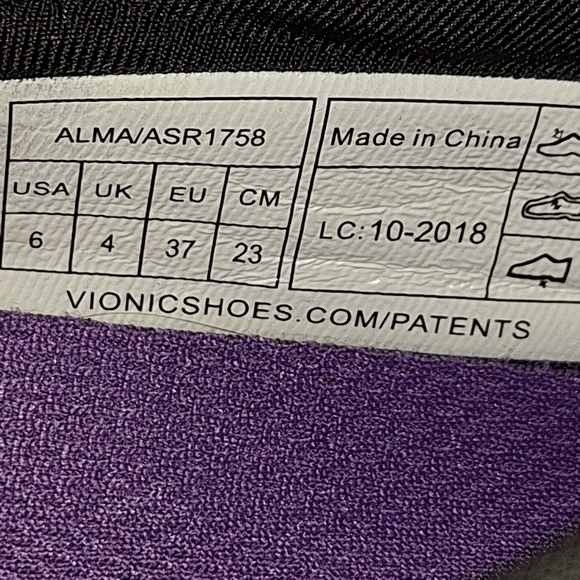 ALMA/ASR1758
USA UK EU CM
6 4 37 23
Made in China
LC:10-2018
VIONICSHOES.COM/PATENTS